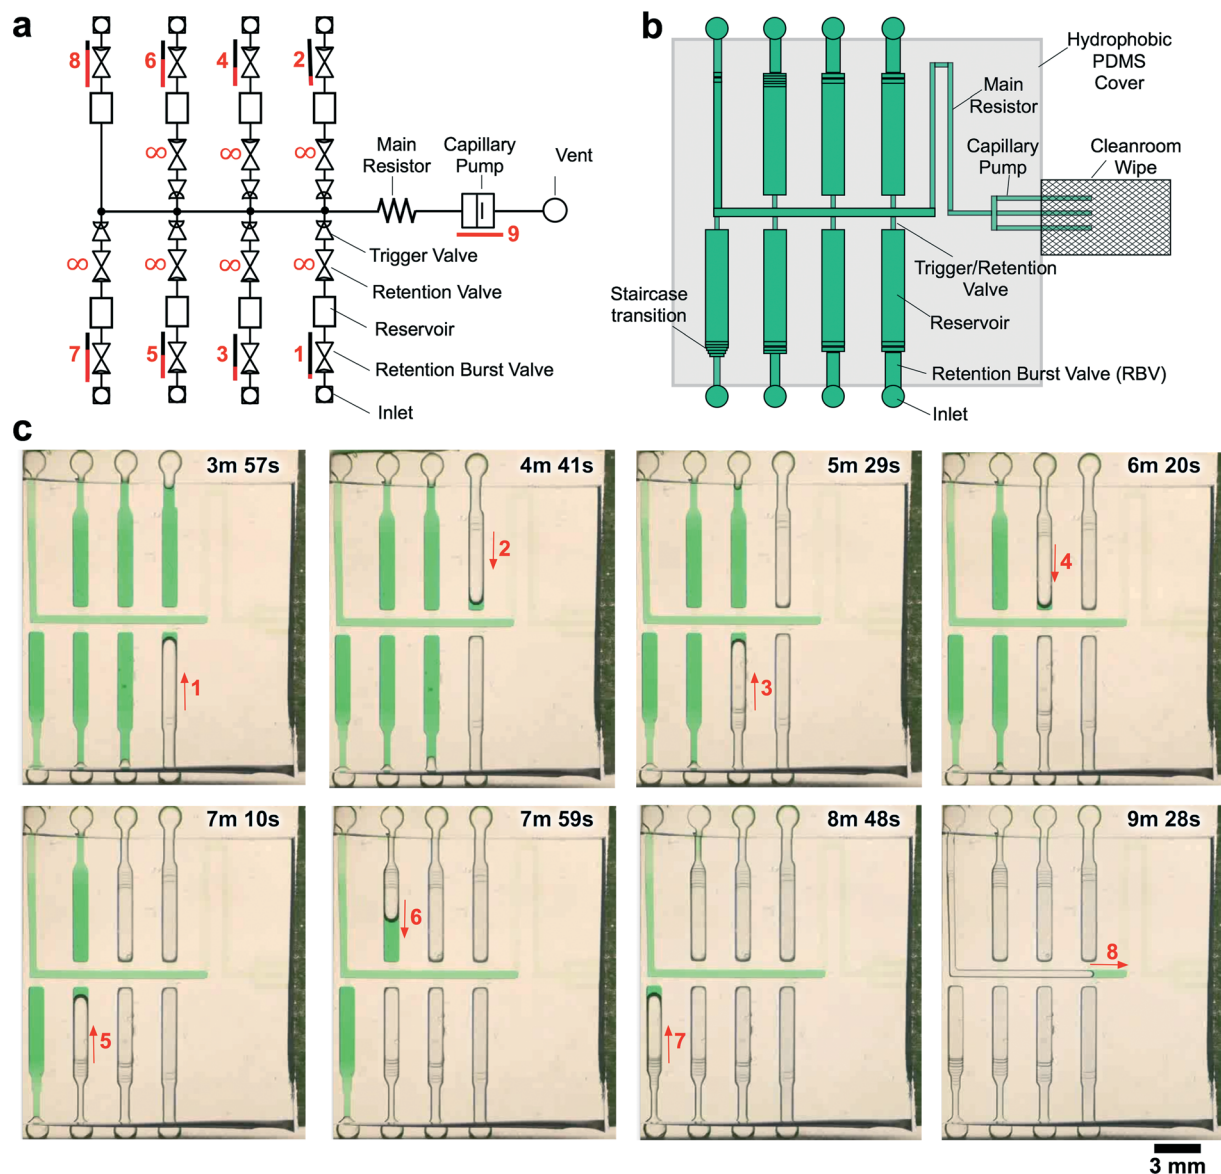 a
8
6
4
2
∞
∞
∞
Main
Resistor
Capillary
Pump
Vent
9
Trigger Valve
∞
∞
∞
∞
Retention Valve
Reservoir
7
5
3
1
Retention Burst Valve
Inlet
b
Hydrophobic
PDMS
Cover
Main
Resistor
Capillary
Pump
Cleanroom
Wipe
Trigger/Retention
Valve
Staircase
transition
Reservoir
Retention Burst Valve (RBV)
Inlet
c
3m 57s
1
4m 41s
2
5m 29s
3
6m 20s
4
7m 10s
5
7m 59s
6
8m 48s
7
9m 28s
8
3 mm